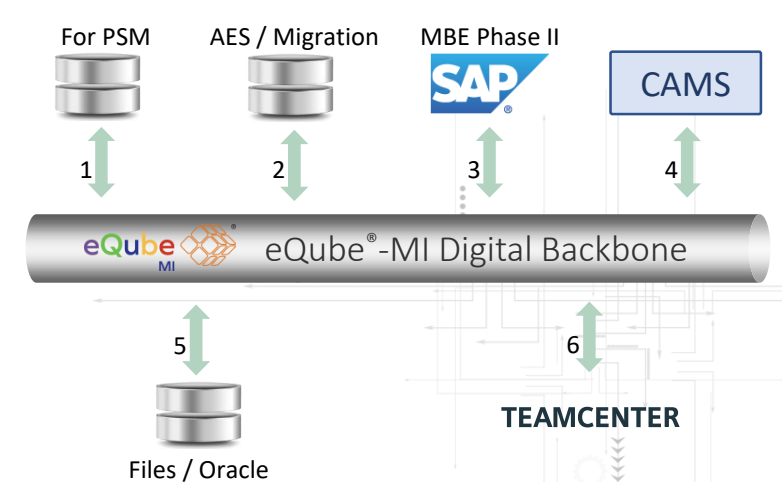 For PSM
AES / Migration
MBE Phase II
SAP®
CAMS
1
2
3
4
eQube®
MI
eQube®-MI Digital Backbone
5
6
TEAMCENTER
Files / Oracle